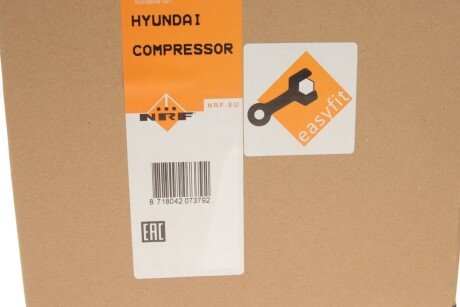 Suitable for
HYUNDAI
COMPRESSOR
NRF
NRF.EU
easyfit
8 718042 073792
EAC